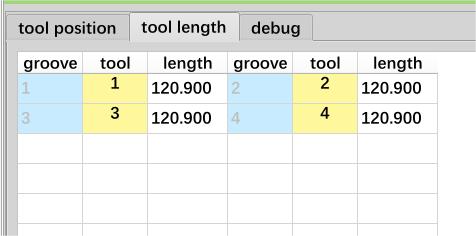 tool position tool length debug
groove tool length groove tool length
1 1 120.900 2 2 120.900
3 3 120.900 4 4 120.900